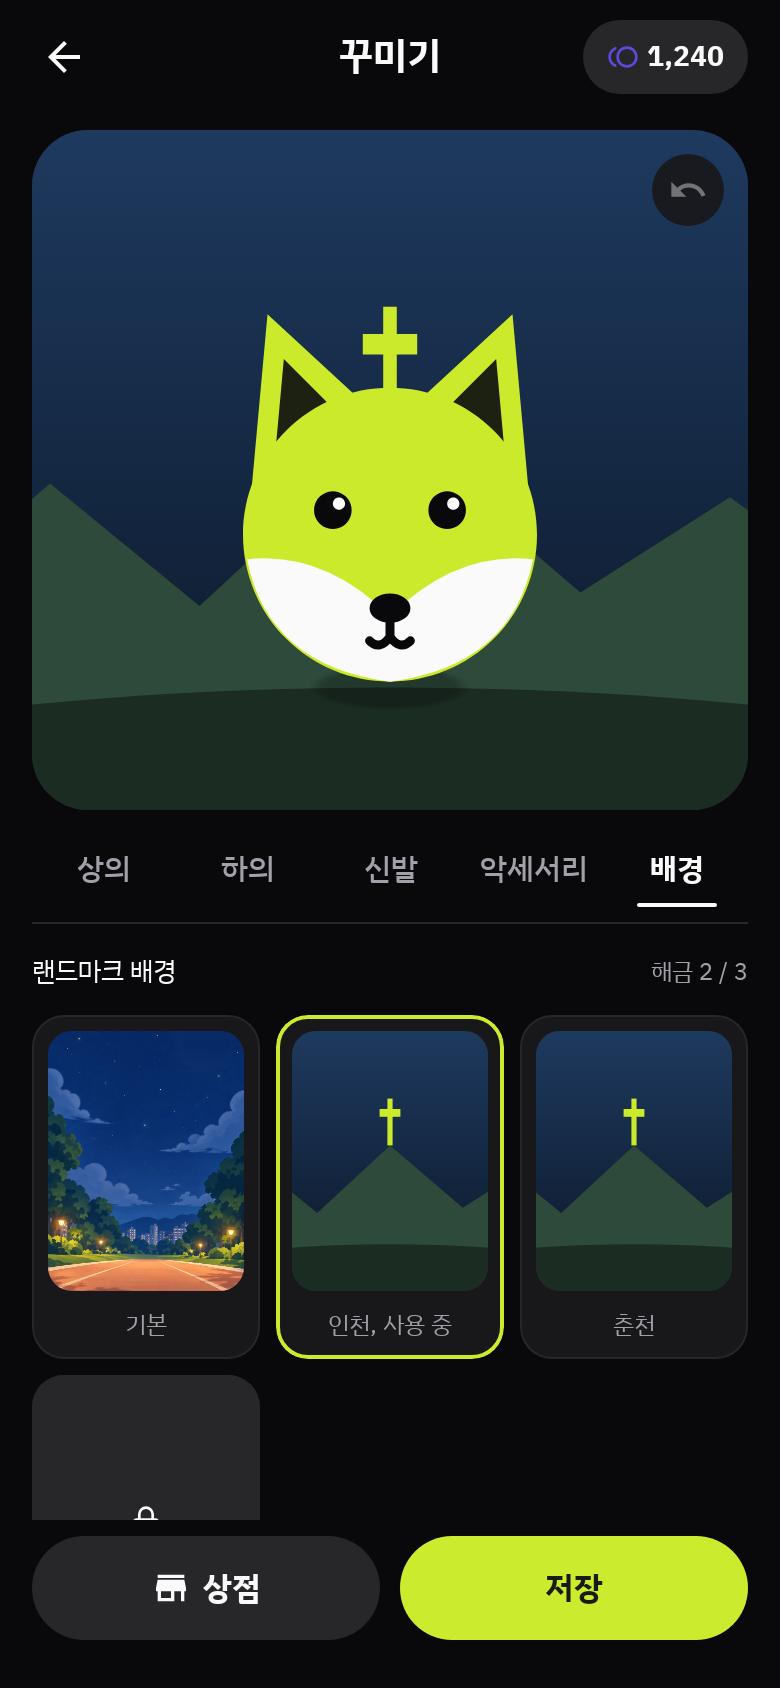 꾸미기
1,240
상의
하의
신발
악세서리
배경
랜드마크 배경
해금 2 / 3
기본
인천, 사용 중
춘천
상점
저장